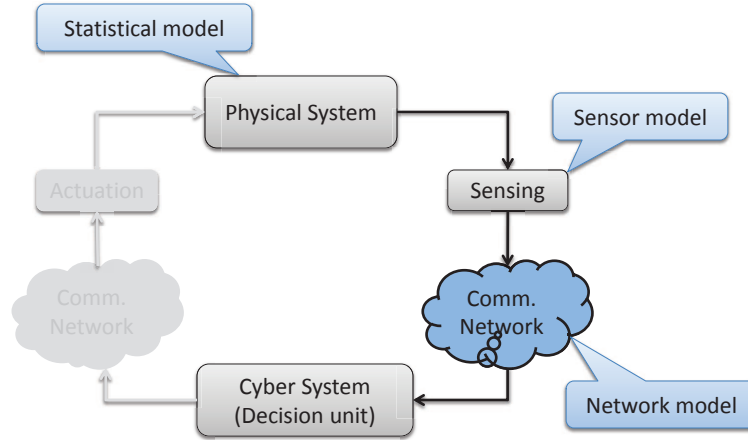 Statistical model
Physical System
Sensor model
Actuation
Sensing
Comm.
Network
Comm.
Network
Cyber System
(Decision unit)
Network model